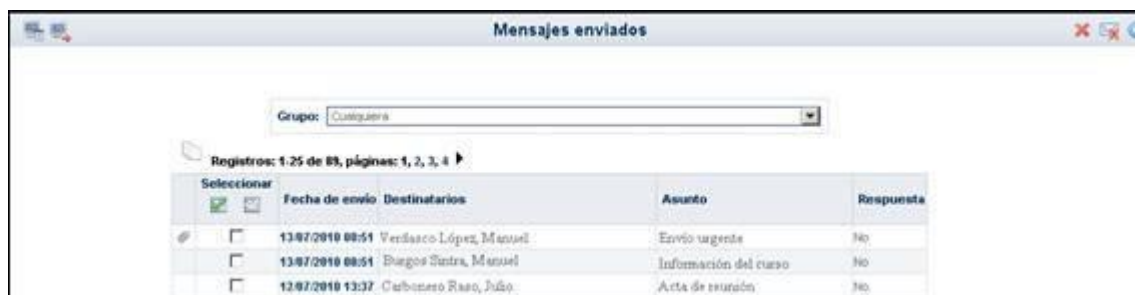 Mensajes enviados
Grupo: Cualquiera
Registros: 1-25 de 89, páginas: 1, 2, 3, 4
Seleccionar
Fecha de envío Destinatarios Asunto Respuesta
13/07/2010 08:51 Verdasco López, Manuel Envío urgente No
13/07/2010 08:51 Burgos Sintra, Manuel Información del curso No
12/07/2010 13:37 Carbonero Raso, Julio Acta de reunión No